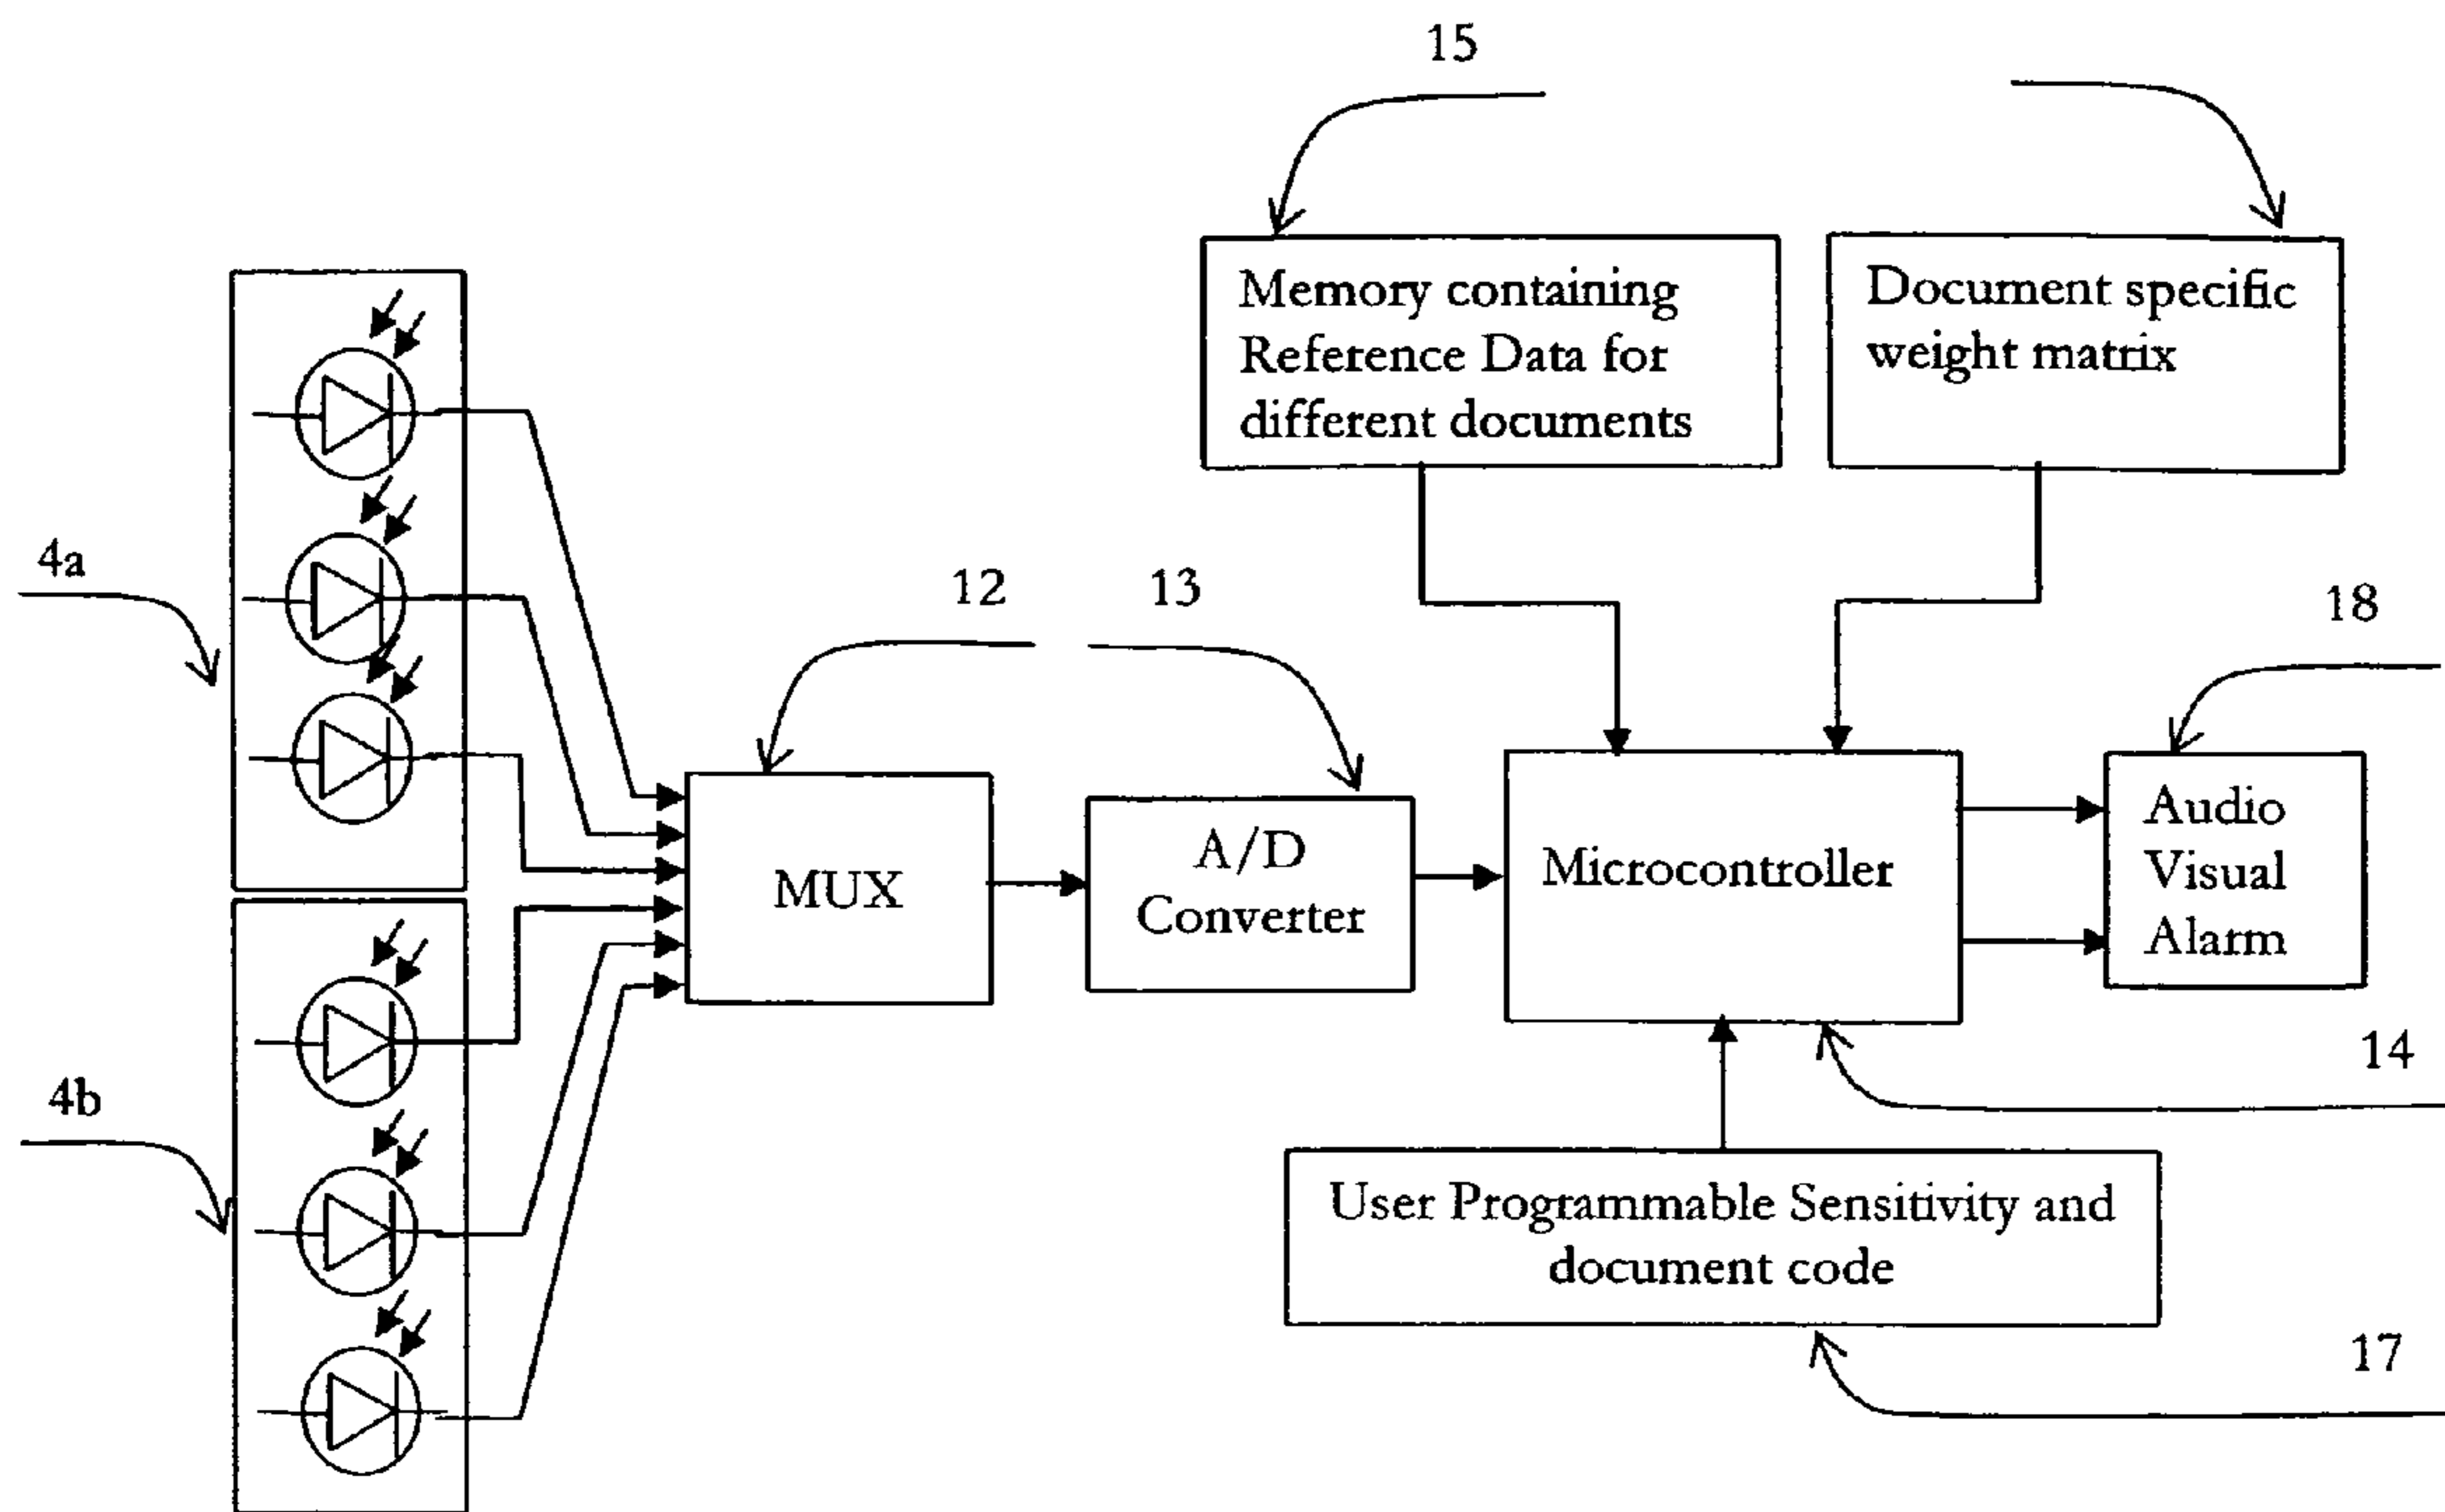 15
Memory containing
Reference Data for
different documents
Document specific
weight matrix
4a
12
13
18
MUX
A/D
Converter
Microcontroller
Audio
Visual
Alarm
14
4b
User Programmable Sensitivity and
document code
17